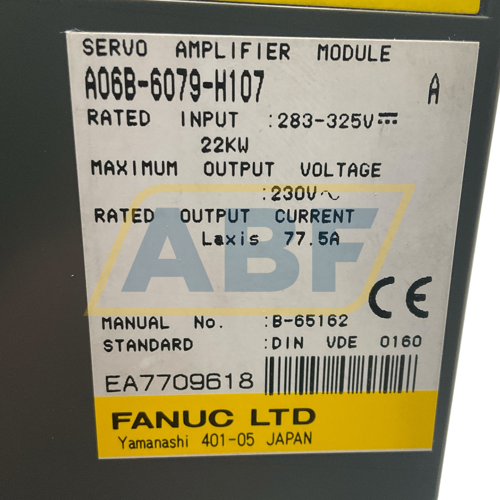 SERVO AMPLIFIER MODULE
A06B-6079-H107 A
RATED INPUT :283-325V⎓
22KW
MAXIMUM OUTPUT VOLTAGE
:230V~
RATED OUTPUT CURRENT
Laxis 77.5A
ABF
CE
MANUAL No. :B-65162
STANDARD :DIN VDE 0160
EA7709618
FANUC LTD
Yamanashi 401-05 JAPAN